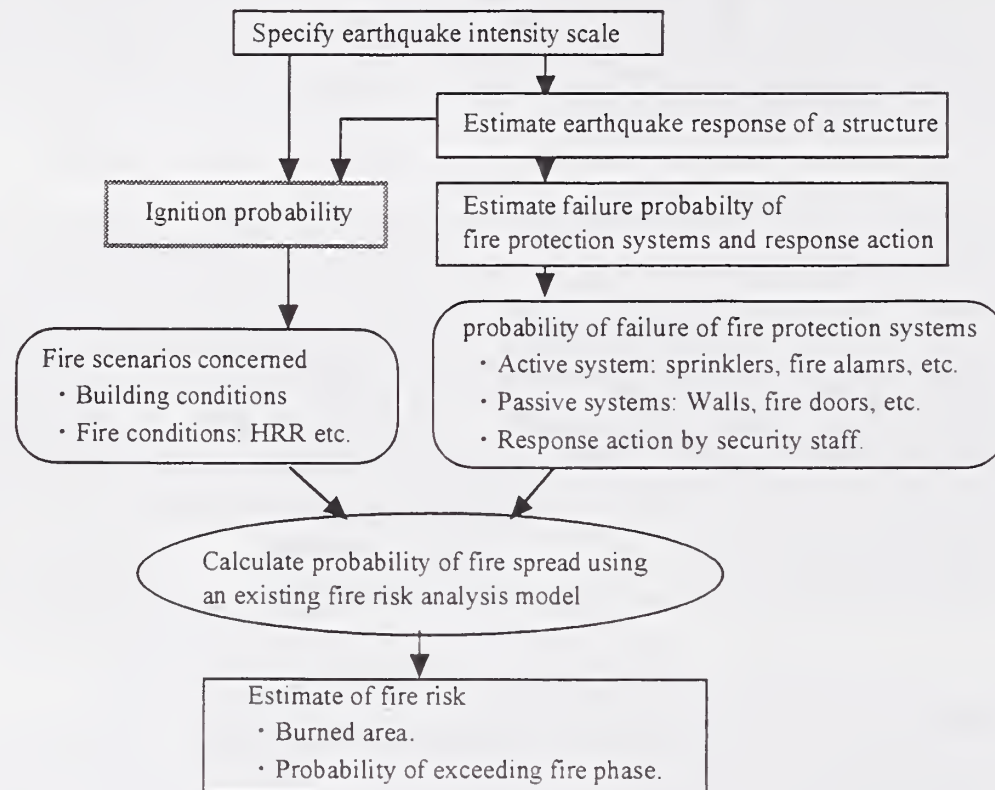 Specify earthquake intensity scale
Estimate earthquake response of a structure
Ignition probability
Estimate failure probabilty of
fire protection systems and response action
Fire scenarios concerned
・Building conditions
・Fire conditions: HRR etc.
probability of failure of fire protection systems
・Active system: sprinklers, fire alamrs, etc.
・Passive systems: Walls, fire doors, etc.
・Response action by security staff.
Calculate probability of fire spread using
an existing fire risk analysis model
Estimate of fire risk
・Burned area.
・Probability of exceeding fire phase.